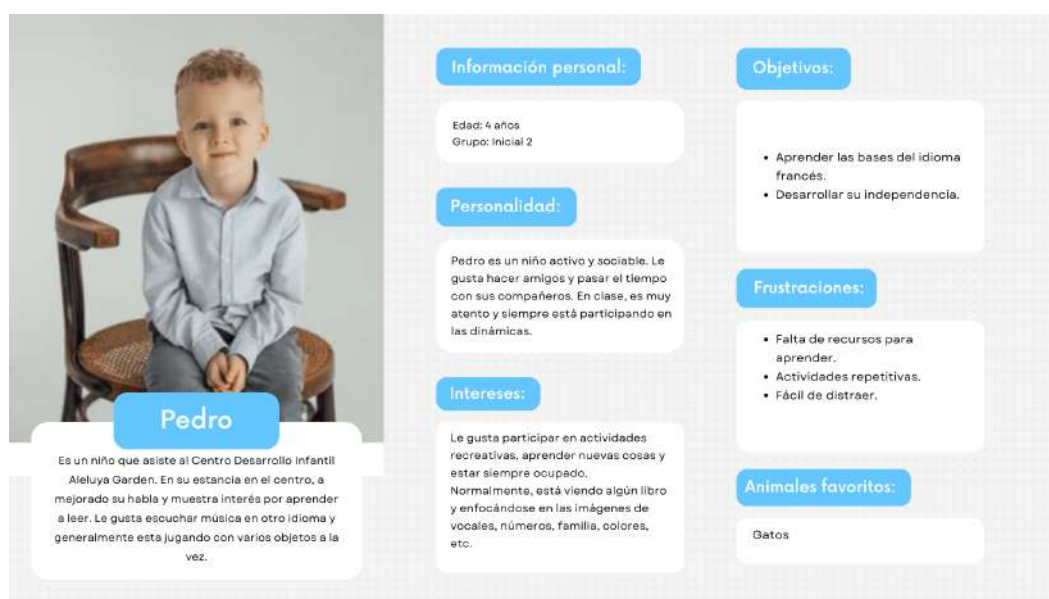 Pedro
Es un niño que asiste al Centro Desarrollo Infantil
Aleluya Garden. En su estancia en el centro, a
mejorado su habla y muestra interés por aprender
a leer. Le gusta escuchar música en otro idioma y
generalmente esta jugando con varios objetos a la
vez.
Información personal:
Edad: 4 años
Grupo: Inicial 2
Personalidad:
Pedro es un niño activo y sociable. Le
gusta hacer amigos y pasar el tiempo
con sus compañeros. En clase, es muy
atento y siempre está participando en
las dinámicas.
Intereses:
Le gusta participar en actividades
recreativas, aprender nuevas cosas y
estar siempre ocupado.
Normalmente, está viendo algún libro
y enfocándose en las imágenes de
vocales, números, familia, colores,
etc.
Objetivos:
• Aprender las bases del idioma
francés.
• Desarrollar su independencia.
Frustraciones:
• Falta de recursos para
aprender.
• Actividades repetitivas.
• Fácil de distraer.
Animales favoritos:
Gatos